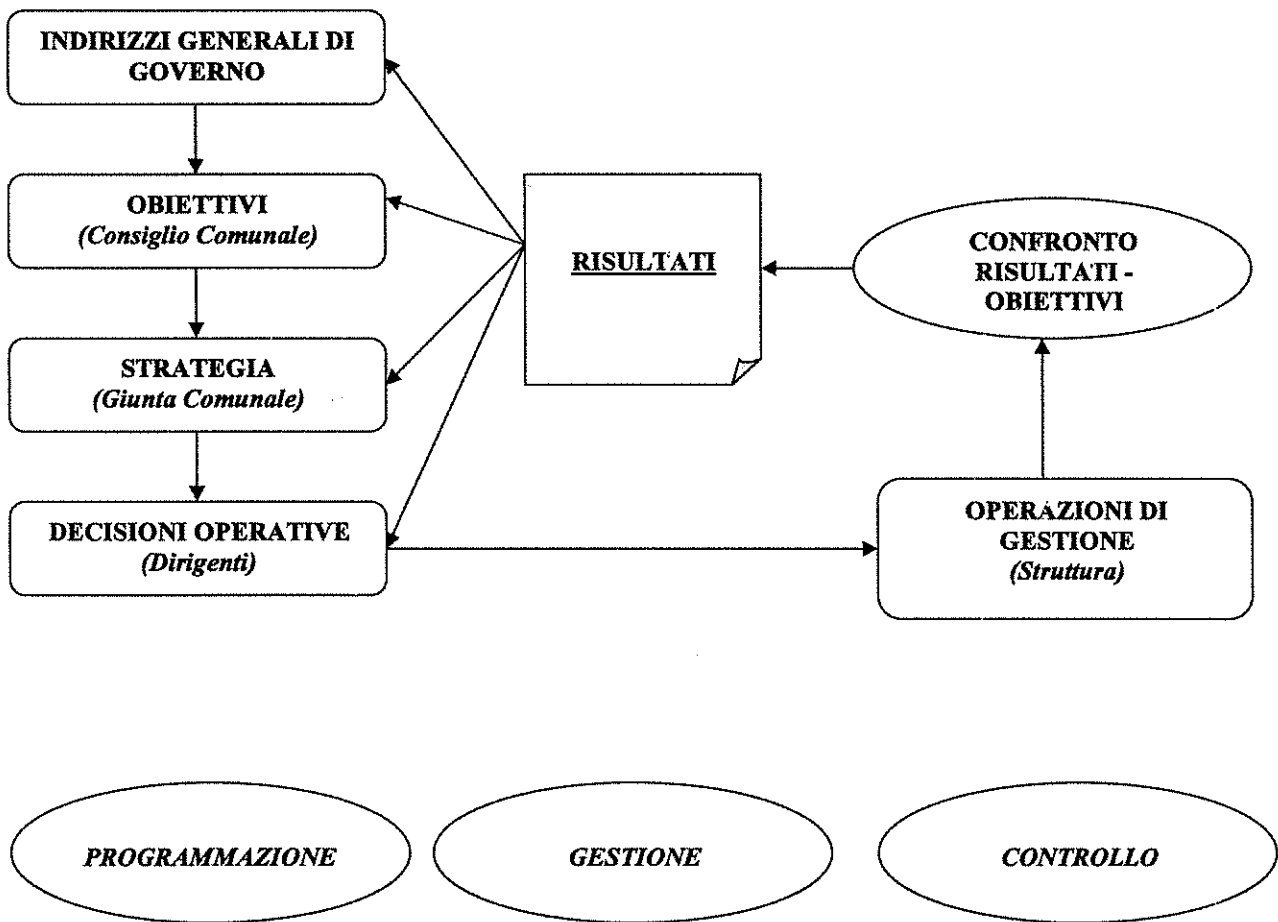 INDIRIZZI GENERALI DI
GOVERNO
OBIETTIVI
(Consiglio Comunale)
STRATEGIA
(Giunta Comunale)
DECISIONI OPERATIVE
(Dirigenti)
RISULTATI
CONFRONTO
RISULTATI -
OBIETTIVI
OPERAZIONI DI
GESTIONE
(Struttura)
PROGRAMMAZIONE
GESTIONE
CONTROLLO